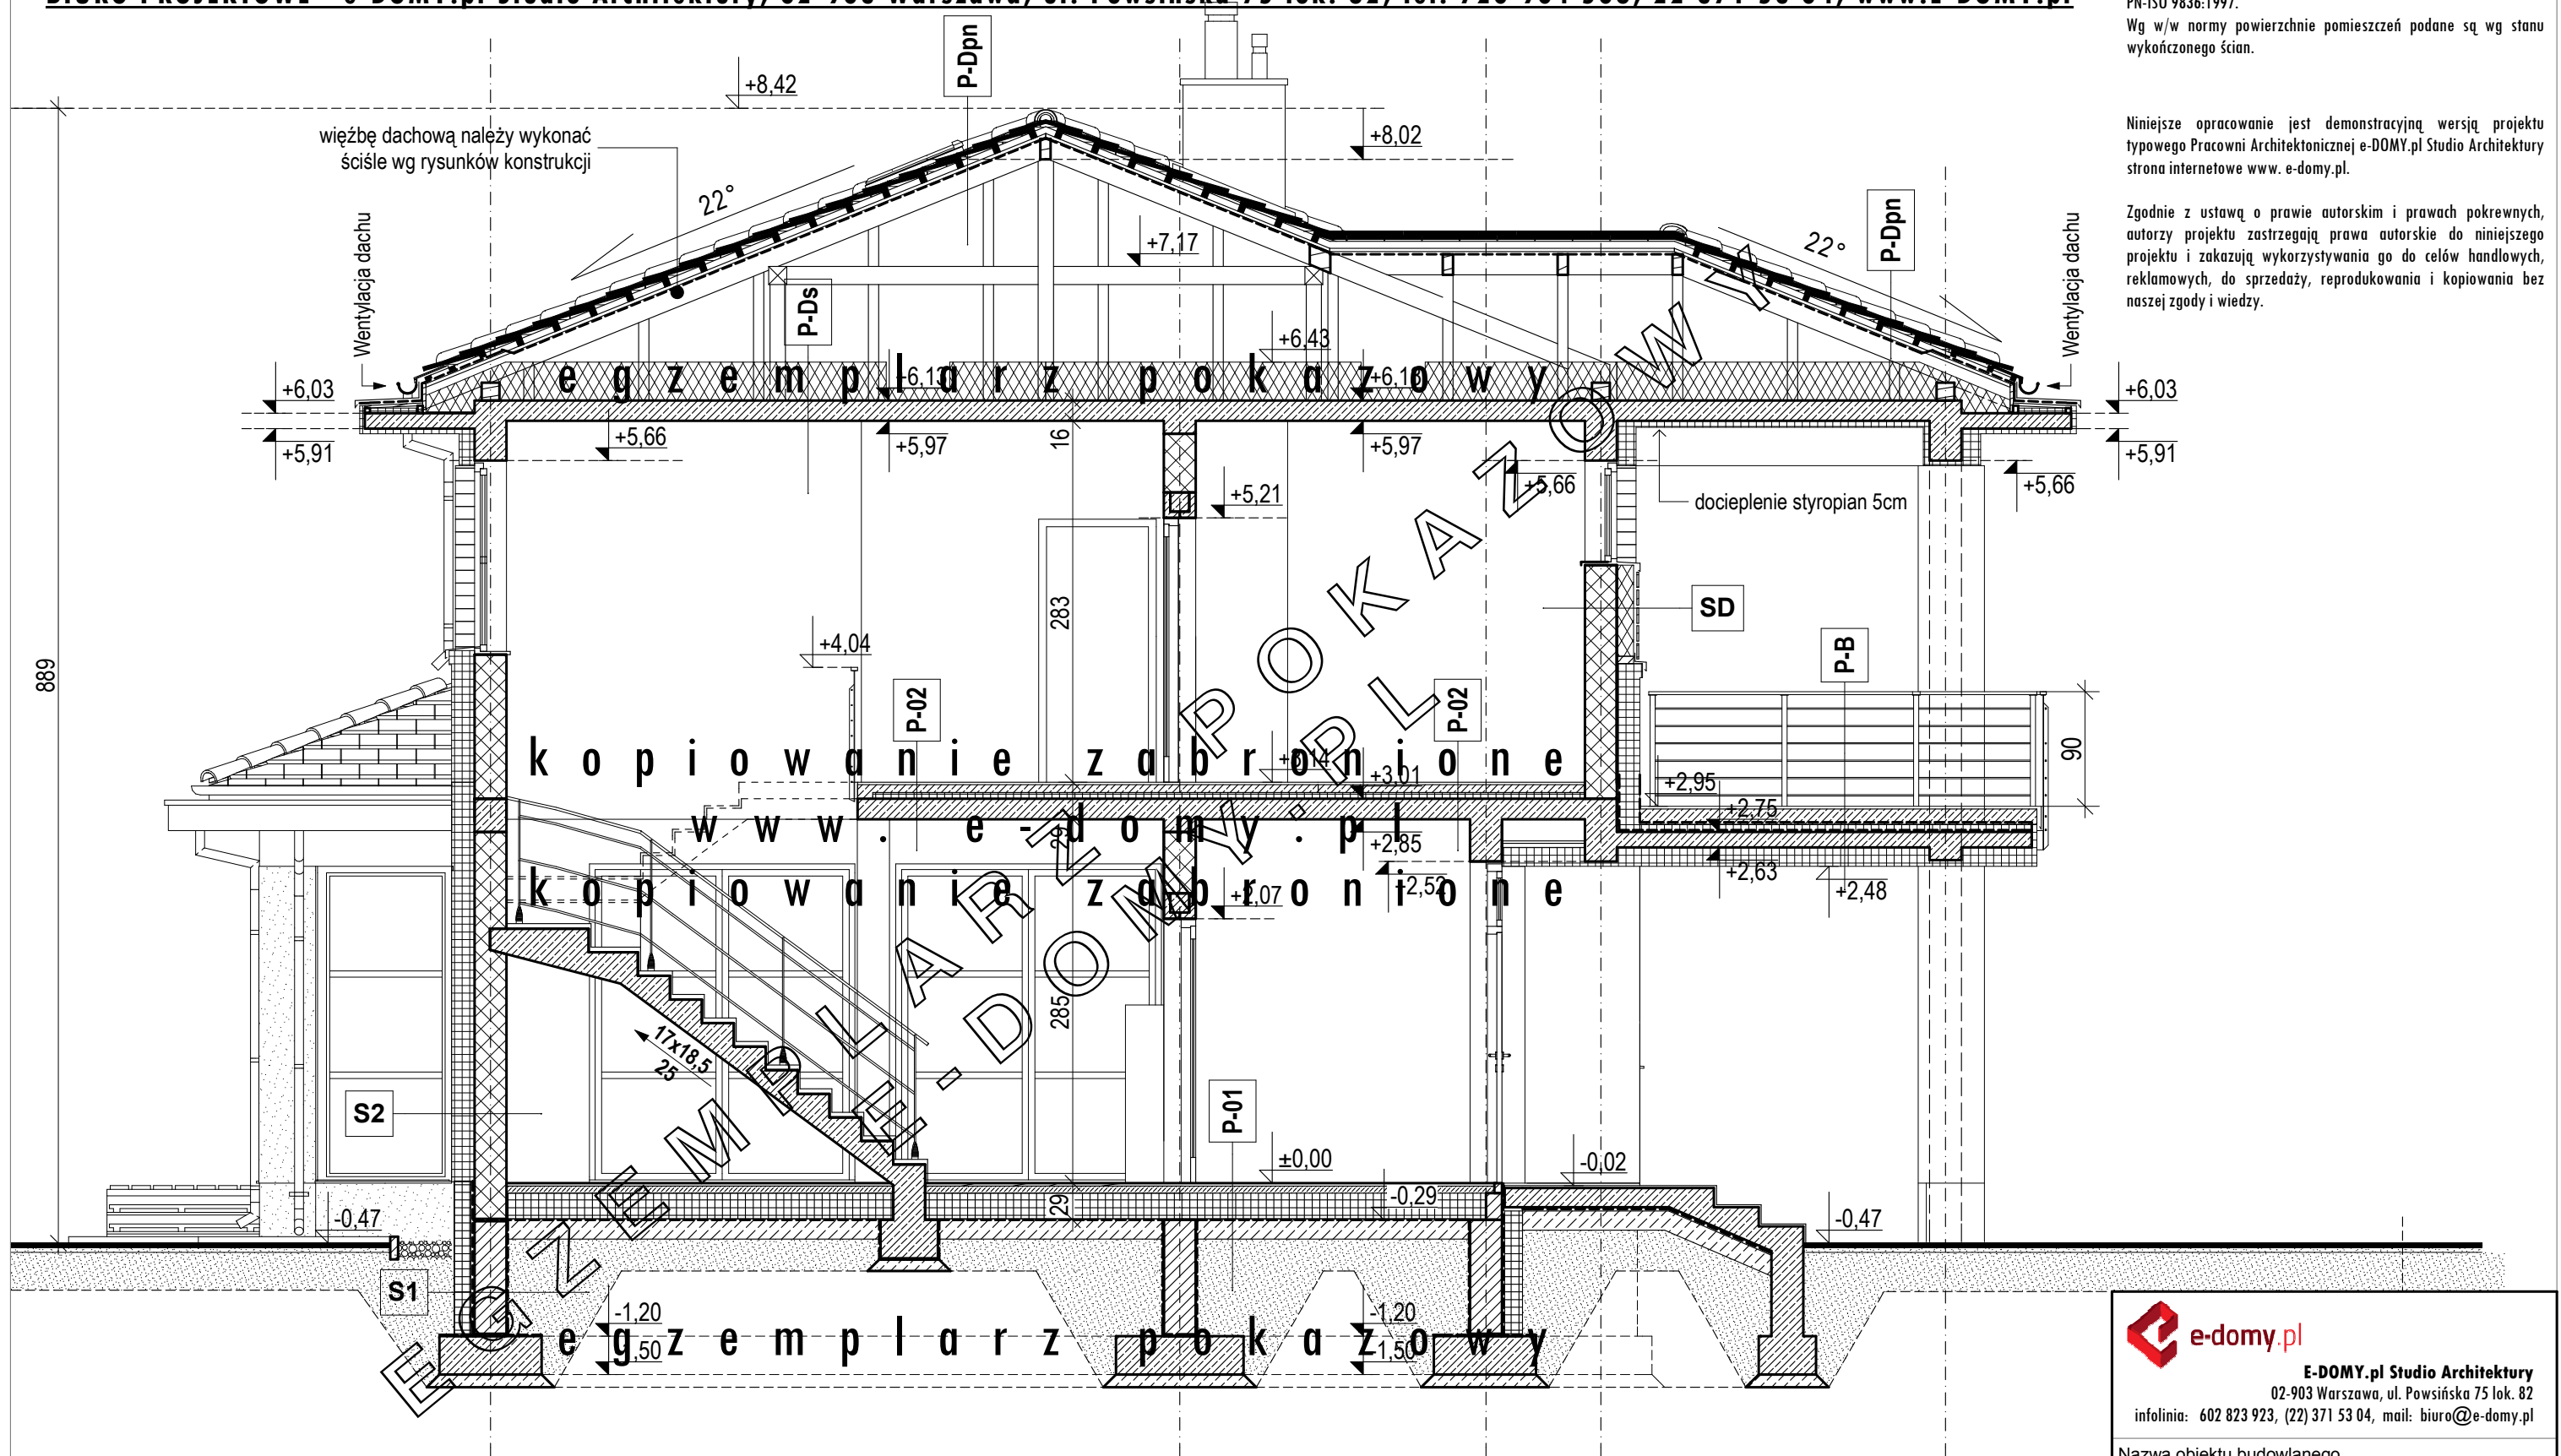 PN-ISO 9836:1997.
Wg w/w normy powierzchnie pomieszczeń podane są wg stanu
wykończonego ścian.
Niniejsze opracowanie jest demonstracyjną wersją projektu
typowego Pracowni Architektonicznej e-DOMY.pl Studio Architektury
strona internetowe www. e-domy.pl.
Zgodnie z ustawą o prawie autorskim i prawach pokrewnych,
autorzy projektu zastrzegają prawa autorskie do niniejszego
projektu i zakazują wykorzystywania go do celów handlowych,
reklamowych, do sprzedaży, reprodukowania i kopiowania bez
naszej zgody i wiedzy.
+8,42
P-Dpn
więźbę dachową należy wykonać
ściśle wg rysunków konstrukcji
+8,02
22°
+7,17
P-Dpn
22°
Wentylacja dachu
Wentylacja dachu
P-Ds
+6,43
egzemplarz pokazowy
+6,03
+6,03
+5,91
+5,66
+5,97
16
+5,97
+5,66
+5,66
+5,91
+5,21
docieplenie styropian 5cm
283
SD
+4,04
889
P-02
P-02
P-B
90
kopiowanie zabronione
+3,14
+3,01
+2,95
+2,75
www. e-domy.pl
29
+2,85
+2,63
+2,52
+2,48
kopiowanie zabronione
+2,07
EGZEMPLARZ POKAZOWY
E-DOMY.PL
285
17x18,5
25
S2
P-01
±0,00
-0,02
29
-0,29
-0,47
-0,47
S1
-1,20
-1,20
-1,50
egzemplarz pokazowy
e-domy.pl
E-DOMY.pl Studio Architektury
02-903 Warszawa, ul. Powsińska 75 lok. 82
infolinia: 602 823 923, (22) 371 53 04, mail: biuro@e-domy.pl
Nazwa obiektu budowlanego